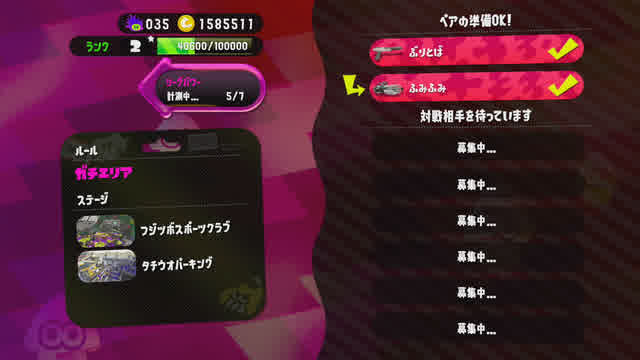 035 1585511
ランク 2 40600/100000
リーグパワー
計測中... 5/7
ルール
ガチエリア
ステージ
フジツボスポーツクラブ
タチウオパーキング
ペアの準備OK!
ぷりとば
ふみふみ
対戦相手を待っています
募集中...
募集中...
募集中...
募集中...
募集中...
募集中...